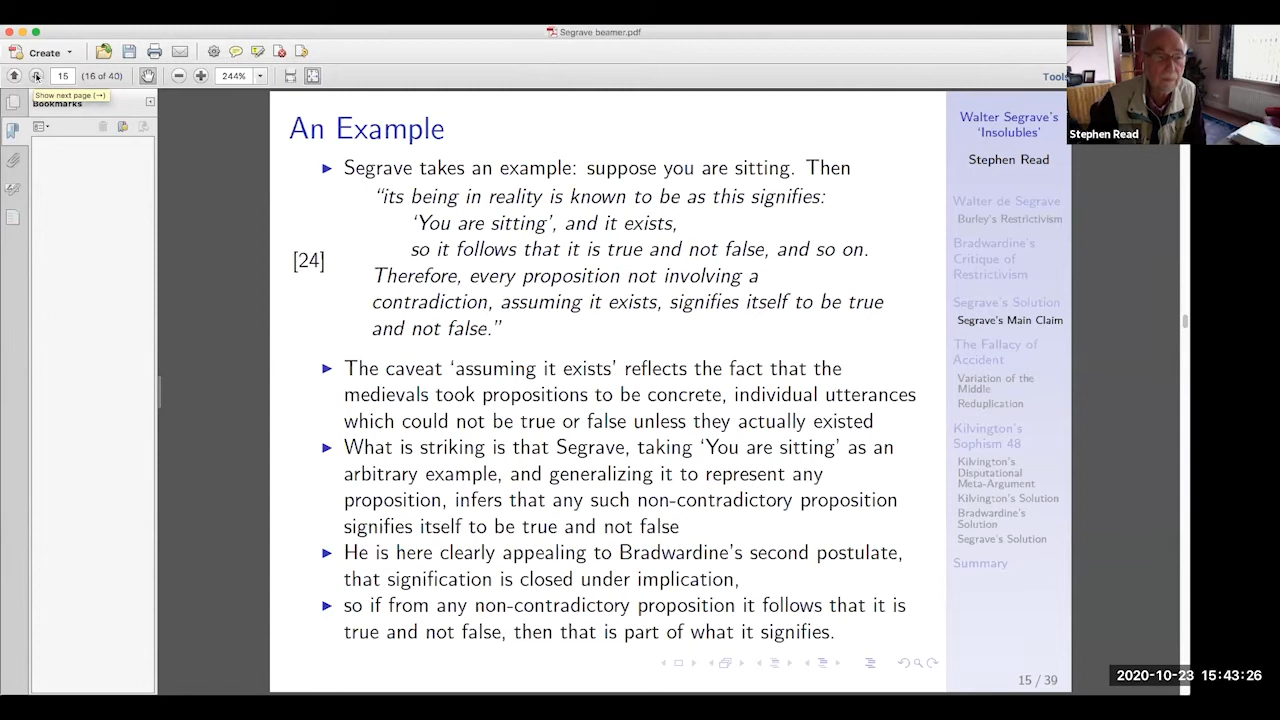 Segrave beamer.pdf
Create
15 (16 of 40) 244% Tools
Show next page (→)
Bookmarks
Stephen Read
An Example
▶ Segrave takes an example: suppose you are sitting. Then
“its being in reality is known to be as this signifies:
‘You are sitting’, and it exists,
so it follows that it is true and not false, and so on.
[24]
Therefore, every proposition not involving a
contradiction, assuming it exists, signifies itself to be true
and not false.”
▶ The caveat ‘assuming it exists’ reflects the fact that the
medievals took propositions to be concrete, individual utterances
which could not be true or false unless they actually existed
▶ What is striking is that Segrave, taking ‘You are sitting’ as an
arbitrary example, and generalizing it to represent any
proposition, infers that any such non-contradictory proposition
signifies itself to be true and not false
▶ He is here clearly appealing to Bradwardine’s second postulate,
that signification is closed under implication,
▶ so if from any non-contradictory proposition it follows that it is
true and not false, then that is part of what it signifies.
Walter Segrave’s
‘Insolubles’
Stephen Read
Walter de Segrave
Burley’s Restrictivism
Bradwardine’s
Critique of
Restrictivism
Segrave’s Solution
Segrave’s Main Claim
The Fallacy of
Accident
Variation of the
Middle
Reduplication
Kilvington’s
Sophism 48
Kilvington’s
Disputational
Meta-Argument
Kilvington’s Solution
Bradwardine’s
Solution
Segrave’s Solution
Summary
15 / 39
2020-10-23 15:43:26